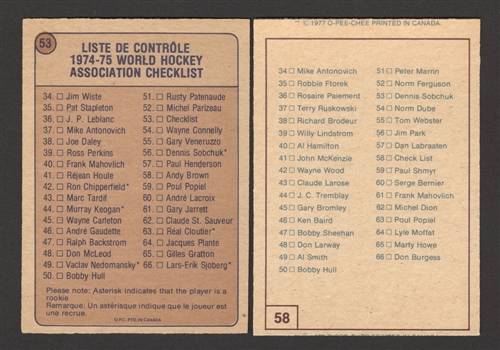 53
LISTE DE CONTRÔLE
1974-75 WORLD HOCKEY
ASSOCIATION CHECKLIST
34. □ Jim Wiste
35. □ Pat Stapleton
36. □ J. P. Leblanc
37. □ Mike Antonovich
38. □ Joe Daley
39. □ Ross Perkins
40. □ Frank Mahovlich
41. □ Réjean Houle
42. □ Ron Chipperfield*
43. □ Marc Tardif
44. □ Murray Keogan*
45. □ Wayne Carleton
46. □ André Gaudette
47. □ Ralph Backstrom
48. □ Don McLeod
49. □ Vaclav Nedomansky*
50. □ Bobby Hull
51. □ Rusty Patenaude
52. □ Michel Parizeau
53. □ Checklist
54. □ Wayne Connelly
55. □ Gary Veneruzzo
56. □ Dennis Sobchuk*
57. □ Paul Henderson
58. □ Andy Brown
59. □ Poul Popiel
60. □ André Lacroix
61. □ Gary Jarrett
62. □ Claude St. Sauveur
63. □ Réal Cloutier*
64. □ Jacques Plante
65. □ Gilles Gratton
66. □ Lars-Erik Sjoberg*
Please note: Asterisk indicates that the player is a
rookie
Remarque: Un astérisque indique que le joueur est
une recrue.
O.P.C. PTD. IN CANADA
© 1977 O-PEE-CHEE PRINTED IN CANADA.
34 □ Mike Antonovich
35 □ Robbie Ftorek
36 □ Rosaire Paiement
37 □ Terry Ruskowski
38 □ Richard Brodeur
39 □ Willy Lindstrom
40 □ Al Hamilton
41 □ John McKenzie
42 □ Wayne Wood
43 □ Claude Larose
44 □ J.C. Tremblay
45 □ Gary Bromley
46 □ Ken Baird
47 □ Bobby Sheehan
48 □ Don Larway
49 □ Al Smith
50 □ Bobby Hull
51 □ Peter Marrin
52 □ Norm Ferguson
53 □ Dennis Sobchuk
54 □ Norm Dube
55 □ Tom Webster
56 □ Jim Park
57 □ Dan Labraaten
58 □ Check List
59 □ Paul Shmyr
60 □ Serge Bernier
61 □ Frank Mahovlich
62 □ Michel Dion
63 □ Poul Popiel
64 □ Lyle Moffat
65 □ Marty Howe
66 □ Don Burgess
58